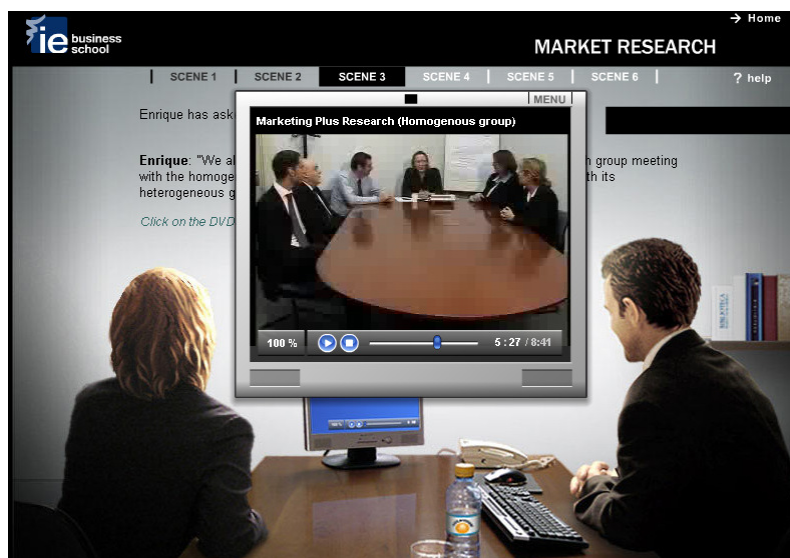 → Home
ie business school
MARKET RESEARCH
SCENE 1 SCENE 2 SCENE 3 SCENE 4 SCENE 5 SCENE 6 ? help
MENU
Enrique has ask
Marketing Plus Research (Homogenous group)
Enrique: "We al
h group meeting
with the homoge
th its
heterogeneous g
Click on the DVD
BIBLIOTECA
100 %
5 : 27 / 8:41